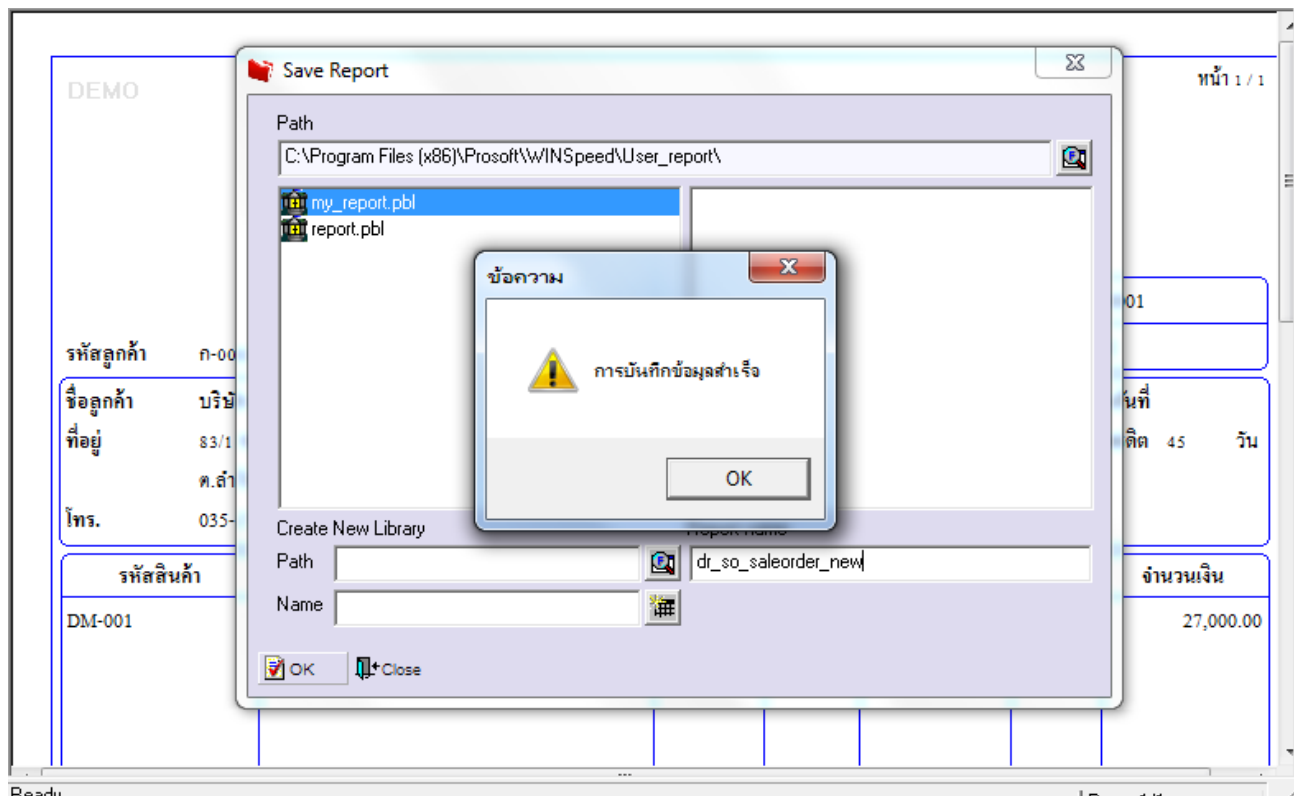 DEMO
หน้า 1 / 1
Save Report
Path
C:\Program Files (x86)\Prosoft\WINSpeed\User_report\
my_report.pbl
report.pbl
ข้อความ
การบันทึกข้อมูลสำเร็จ
OK
รหัสลูกค้า ก-00
ชื่อลูกค้า
ที่อยู่ 83/1
โทร. 035-
01
45 วัน
Create New Library
Report Name
Path
dr_so_saleorder_new
Name
OK
Close
รหัสสินค้า
จำนวนเงิน
DM-001
27,000.00
Ready